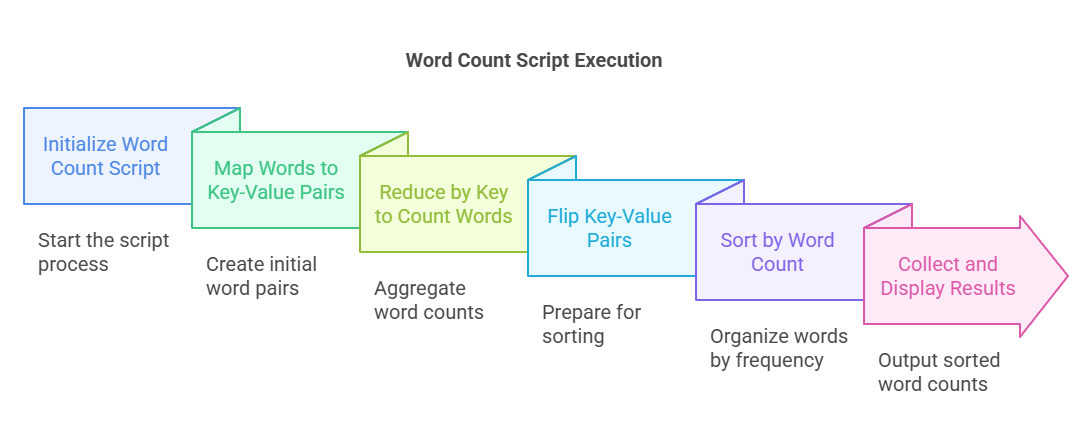 Word Count Script Execution
Initialize Word
Count Script
Start the script
process
Map Words to
Key-Value Pairs
Create initial
word pairs
Reduce by Key
to Count Words
Aggregate
word counts
Flip Key-Value
Pairs
Prepare for
sorting
Sort by Word
Count
Organize words
by frequency
Collect and
Display Results
Output sorted
word counts